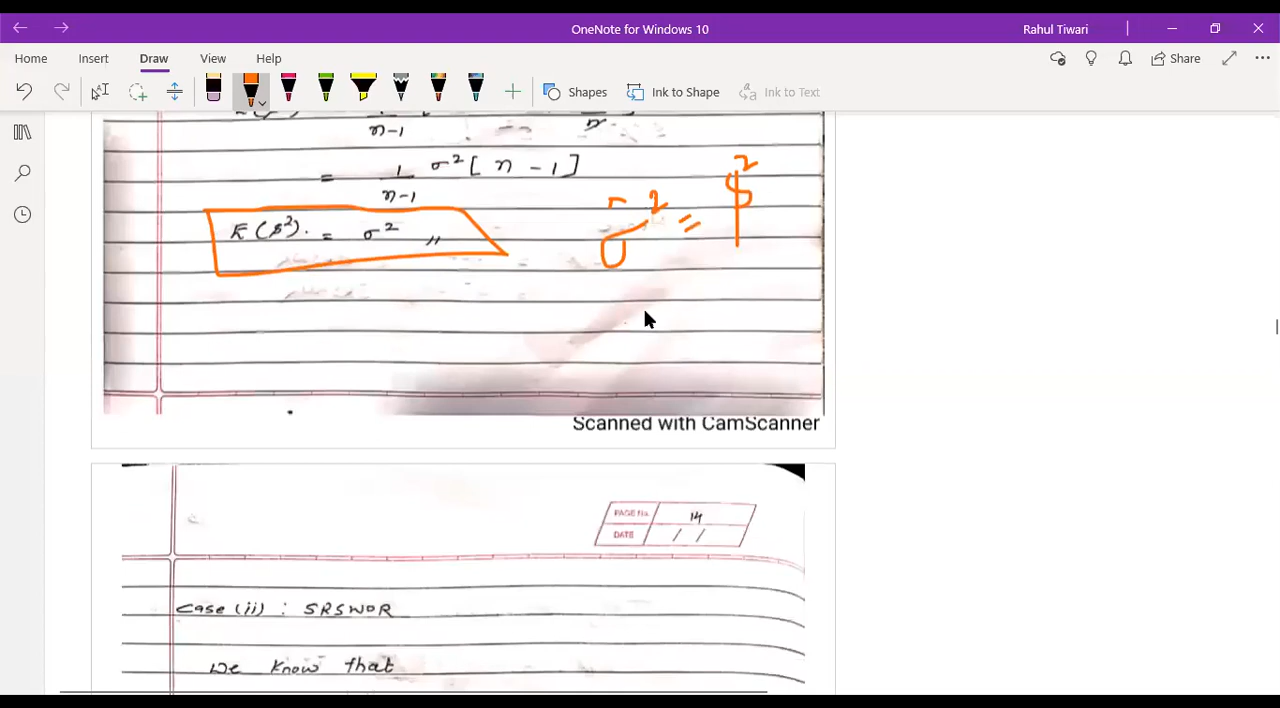 OneNote for Windows 10
Rahul Tiwari
Home Insert Draw View Help
Share
Shapes Ink to Shape Ink to Text
n-1 n
= 1/n-1 σ² [ n - 1 ]
E (s²). = σ² "
σ̂² = s²
Scanned with CamScanner
PAGE No. 14
DATE / /
Case (ii) : SRSWOR
We know that